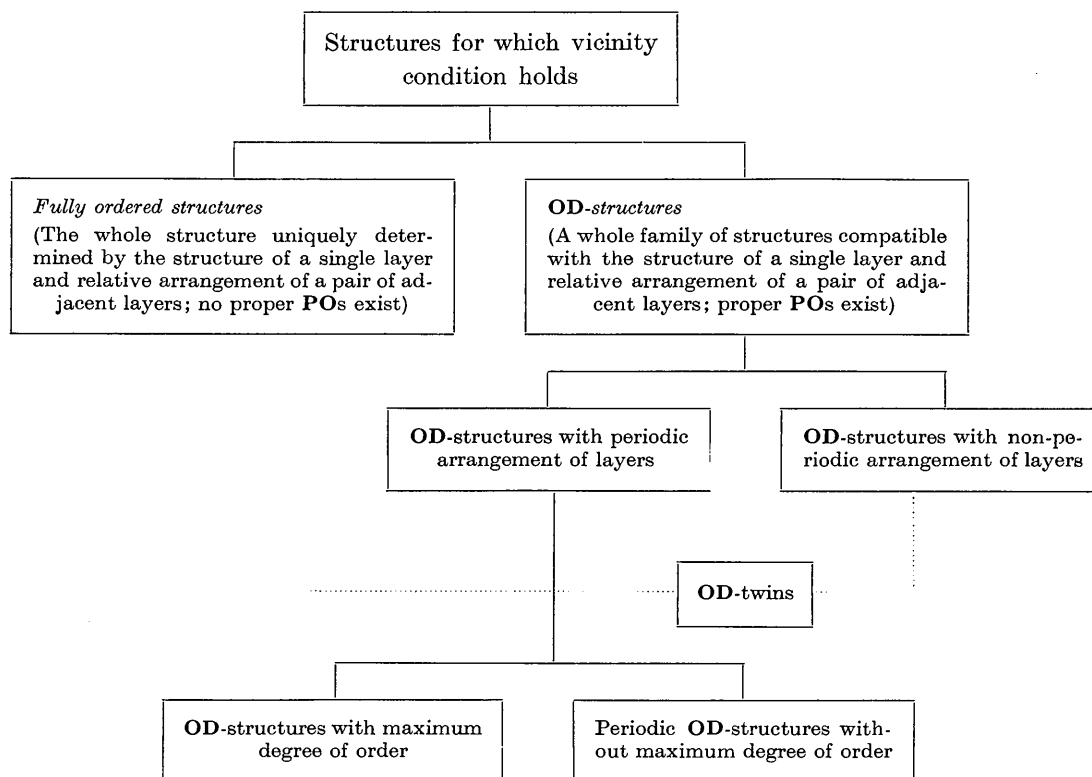 Structures for which vicinity
condition holds
Fully ordered structures
(The whole structure uniquely deter-
mined by the structure of a single layer
and relative arrangement of a pair of ad-
jacent layers; no proper POs exist)
OD-structures
(A whole family of structures compatible
with the structure of a single layer and
relative arrangement of a pair of adja-
cent layers; proper POs exist)
OD-structures with periodic
arrangement of layers
OD-structures with non-pe-
riodic arrangement of layers
OD-twins
OD-structures with maximum
degree of order
Periodic OD-structures with-
out maximum degree of order